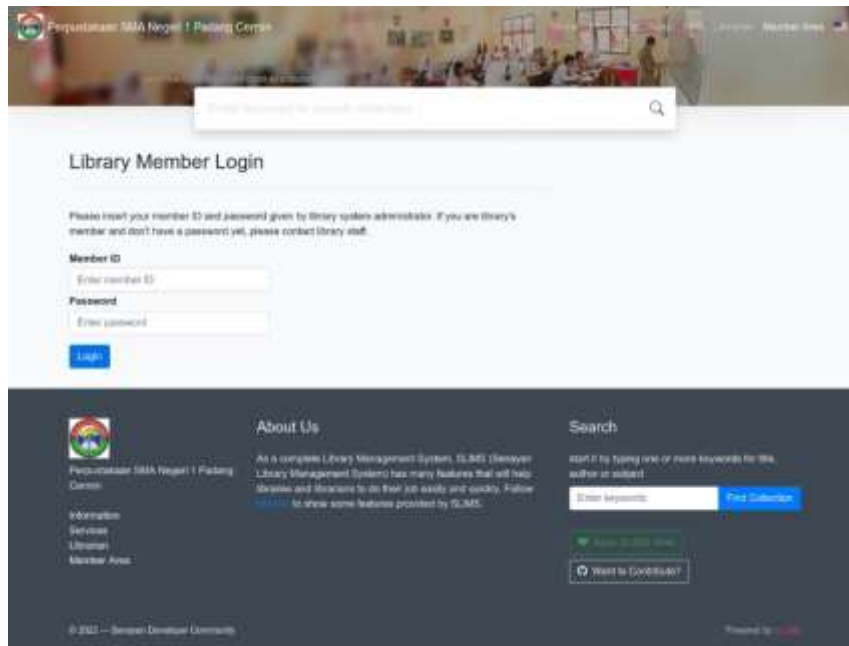 Perpustakaan SMA Negeri 1 Padang Cermin
Librarian Member Area
Library Member Login
Please insert your member ID and password given by library system administrator. If you are library's
member and don't have a password yet, please contact library staff.
Member ID
Enter member ID
Password
Enter password
Login
Perpustakaan SMA Negeri 1 Padang
Cermin
Information
Services
Librarian
Member Area
About Us
As a complete Library Management System, SLIMS (Senayan
Library Management System) has many features that will help
libraries and librarians to do their job easily and quickly. Follow
to show some features provided by SLIMS.
Search
start it by typing one or more keywords for title,
author or subject
Enter keywords
Find Collection
Want to Contribute?
© 2022 — Senayan Developer Community
Powered by